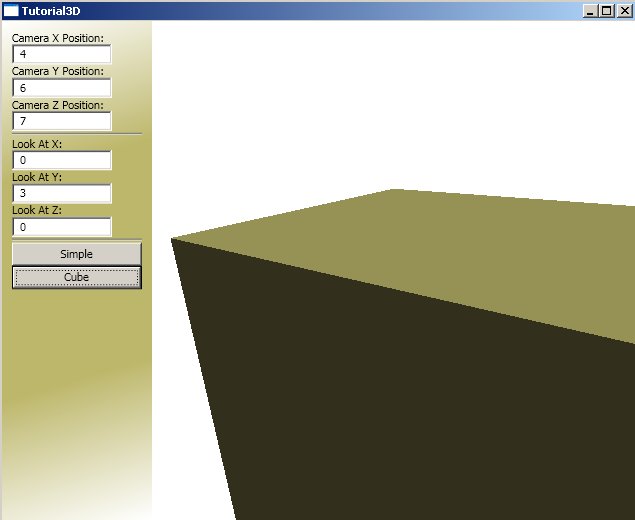 Tutorial3D
Camera X Position:
4
Camera Y Position:
6
Camera Z Position:
7
Look At X:
0
Look At Y:
3
Look At Z:
0
Simple
Cube